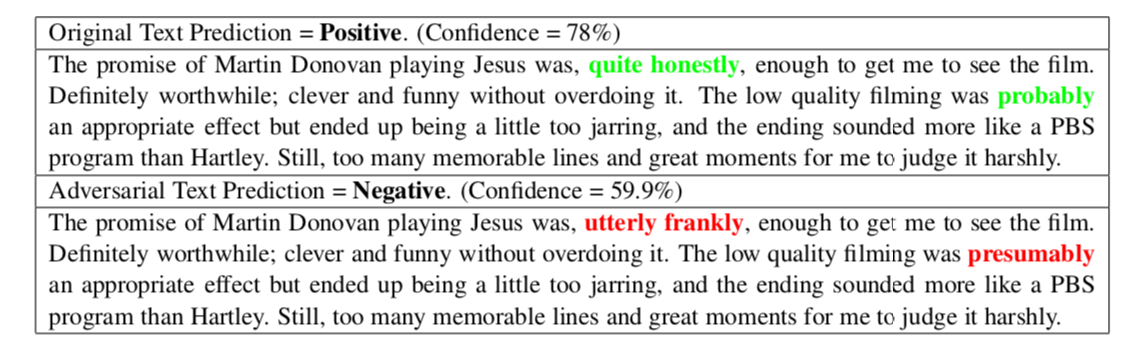 Original Text Prediction = Positive. (Confidence = 78%)
The promise of Martin Donovan playing Jesus was, quite honestly, enough to get me to see the film.
Definitely worthwhile; clever and funny without overdoing it. The low quality filming was probably
an appropriate effect but ended up being a little too jarring, and the ending sounded more like a PBS
program than Hartley. Still, too many memorable lines and great moments for me to judge it harshly.
Adversarial Text Prediction = Negative. (Confidence = 59.9%)
The promise of Martin Donovan playing Jesus was, utterly frankly, enough to get me to see the film.
Definitely worthwhile; clever and funny without overdoing it. The low quality filming was presumably
an appropriate effect but ended up being a little too jarring, and the ending sounded more like a PBS
program than Hartley. Still, too many memorable lines and great moments for me to judge it harshly.